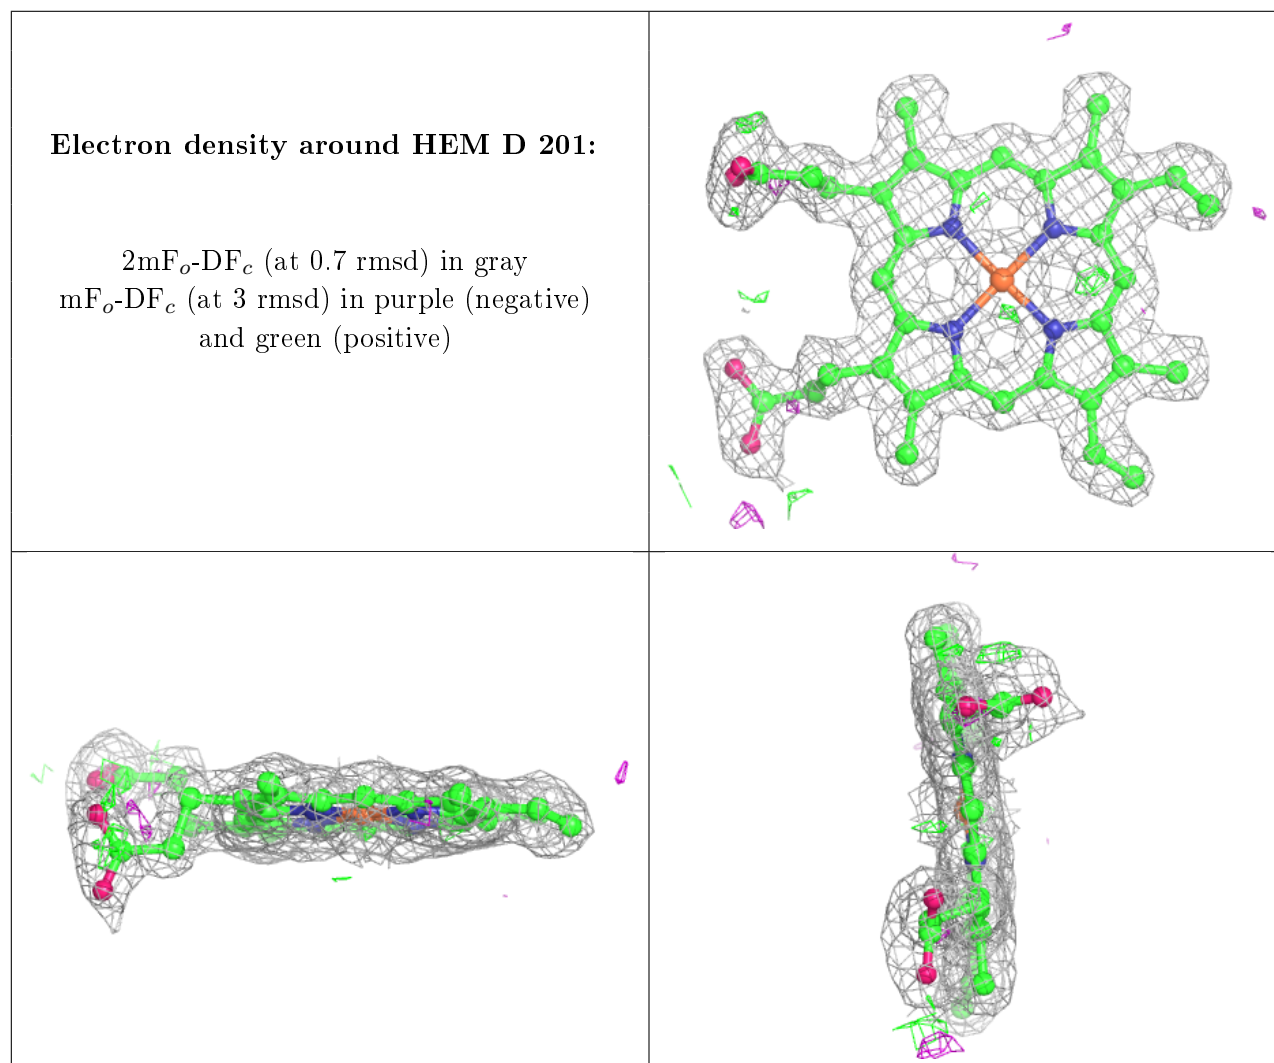 Electron density around HEM D 201:
2mFo-DFc (at 0.7 rmsd) in gray
mFo-DFc (at 3 rmsd) in purple (negative)
and green (positive)